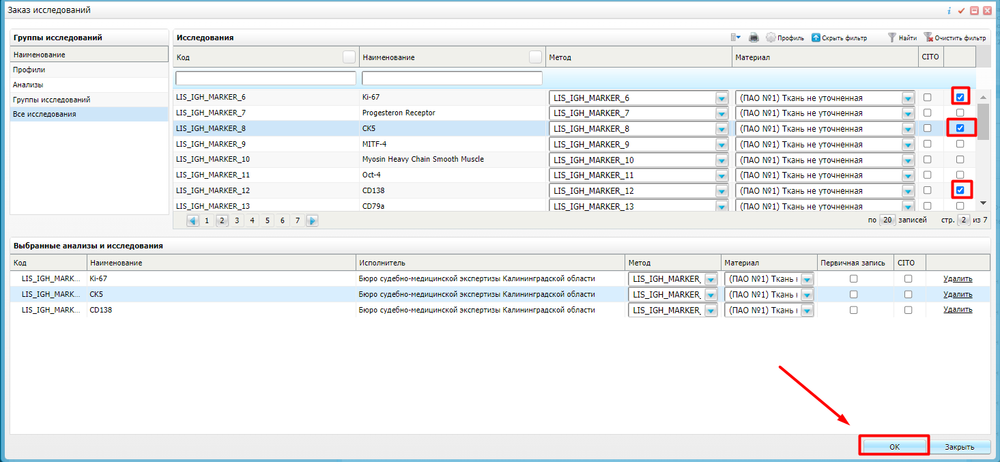 Заказ исследований
Группы исследований
Наименование
Профили
Анализы
Группы исследований
Все исследования
Исследования Профиль Скрыть фильтр Найти Очистить фильтр
Код Наименование Метод Материал CITO
LIS_IGH_MARKER_6 Ki-67 LIS_IGH_MARKER_6 (ПАО №1) Ткань не уточненная
LIS_IGH_MARKER_7 Progesteron Receptor LIS_IGH_MARKER_7 (ПАО №1) Ткань не уточненная
LIS_IGH_MARKER_8 CK5 LIS_IGH_MARKER_8 (ПАО №1) Ткань не уточненная
LIS_IGH_MARKER_9 MITF-4 LIS_IGH_MARKER_9 (ПАО №1) Ткань не уточненная
LIS_IGH_MARKER_10 Myosin Heavy Chain Smooth Muscle LIS_IGH_MARKER_10 (ПАО №1) Ткань не уточненная
LIS_IGH_MARKER_11 Oct-4 LIS_IGH_MARKER_11 (ПАО №1) Ткань не уточненная
LIS_IGH_MARKER_12 CD138 LIS_IGH_MARKER_12 (ПАО №1) Ткань не уточненная
LIS_IGH_MARKER_13 CD79a LIS_IGH_MARKER_13 (ПАО №1) Ткань не уточненная
1 2 3 4 5 6 7 по 20 записей стр. 2 из 7
Выбранные анализы и исследования
Код Наименование Исполнитель Метод Материал Первичная запись CITO
LIS_IGH_MARK... Ki-67 Бюро судебно-медицинской экспертизы Калининградской области LIS_IGH_MARKER_ (ПАО №1) Ткань Удалить
LIS_IGH_MARK... CK5 Бюро судебно-медицинской экспертизы Калининградской области LIS_IGH_MARKER_ (ПАО №1) Ткань Удалить
LIS_IGH_MARK... CD138 Бюро судебно-медицинской экспертизы Калининградской области LIS_IGH_MARKER_ (ПАО №1) Ткань Удалить
OK Закрыть